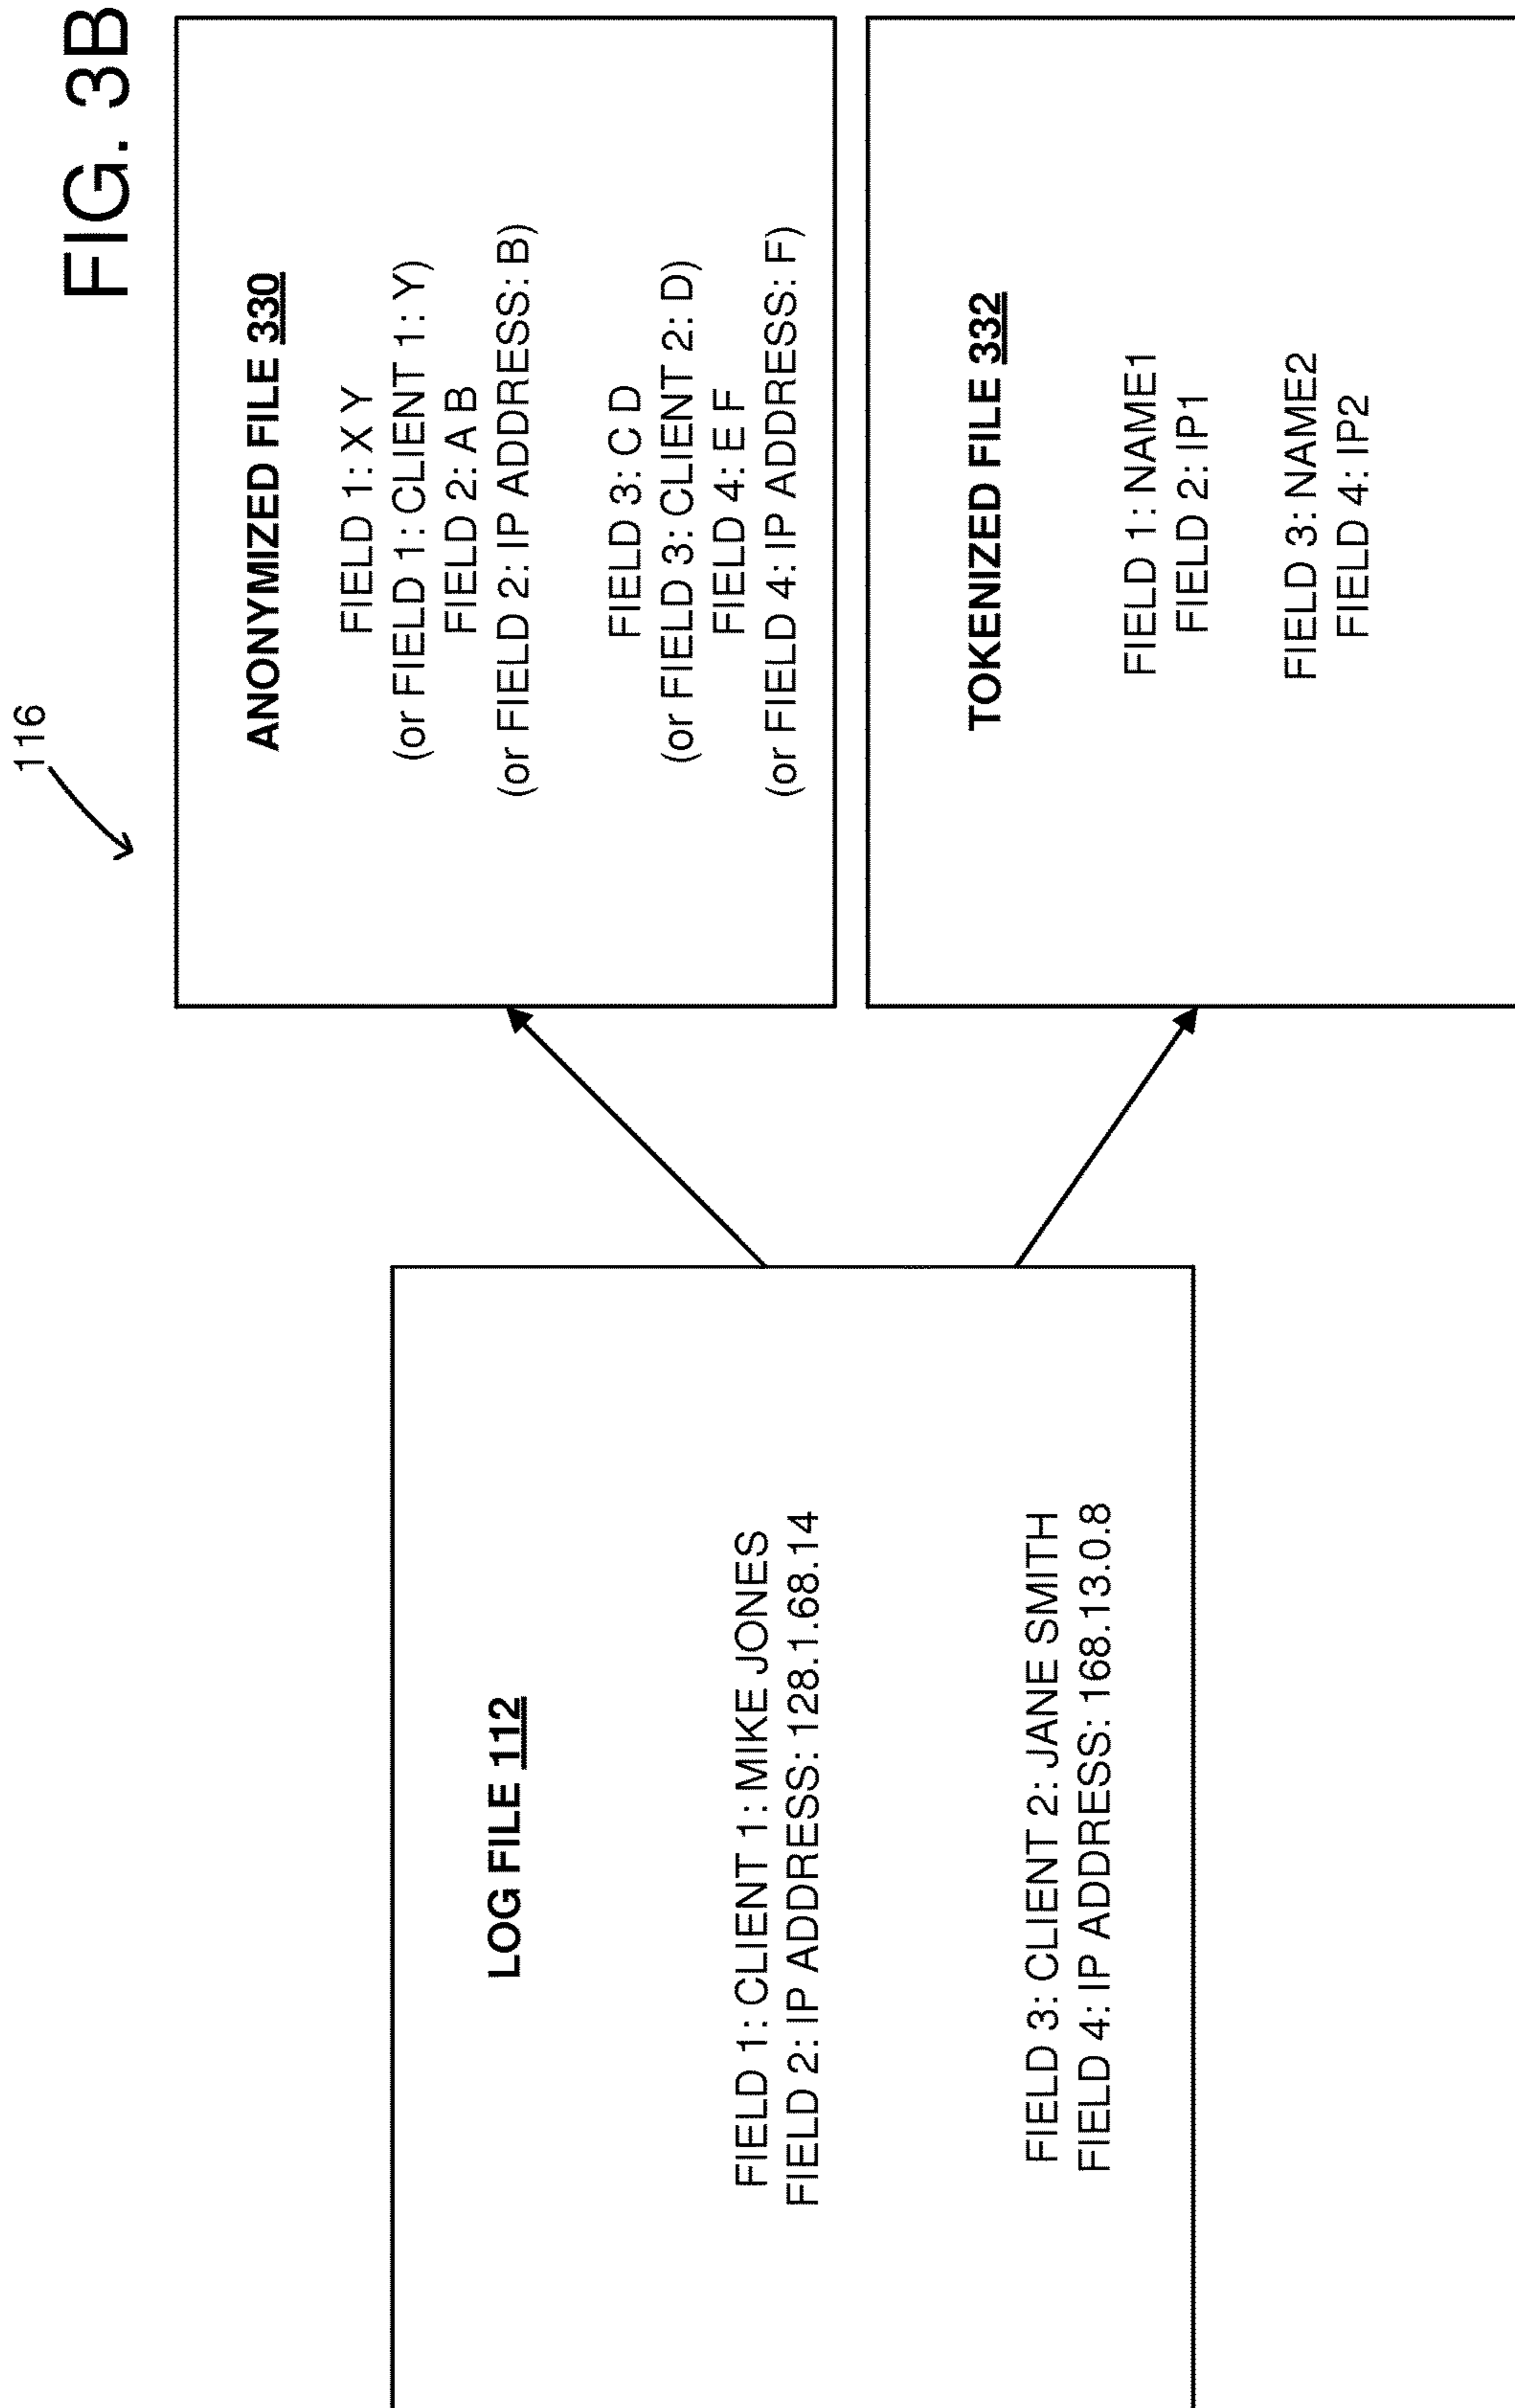 FIG. 3B
116
LOG FILE 112
FIELD 1: CLIENT 1: MIKE JONES
FIELD 2: IP ADDRESS: 128.1.68.14
FIELD 3: CLIENT 2: JANE SMITH
FIELD 4: IP ADDRESS: 168.13.0.8
ANONYMIZED FILE 330
FIELD 1: X Y
(or FIELD 1: CLIENT 1: Y)
FIELD 2: A B
(or FIELD 2: IP ADDRESS: B)
FIELD 3: C D
(or FIELD 3: CLIENT 2: D)
FIELD 4: E F
(or FIELD 4: IP ADDRESS: F)
TOKENIZED FILE 332
FIELD 1: NAME1
FIELD 2: IP1
FIELD 3: NAME2
FIELD 4: IP2